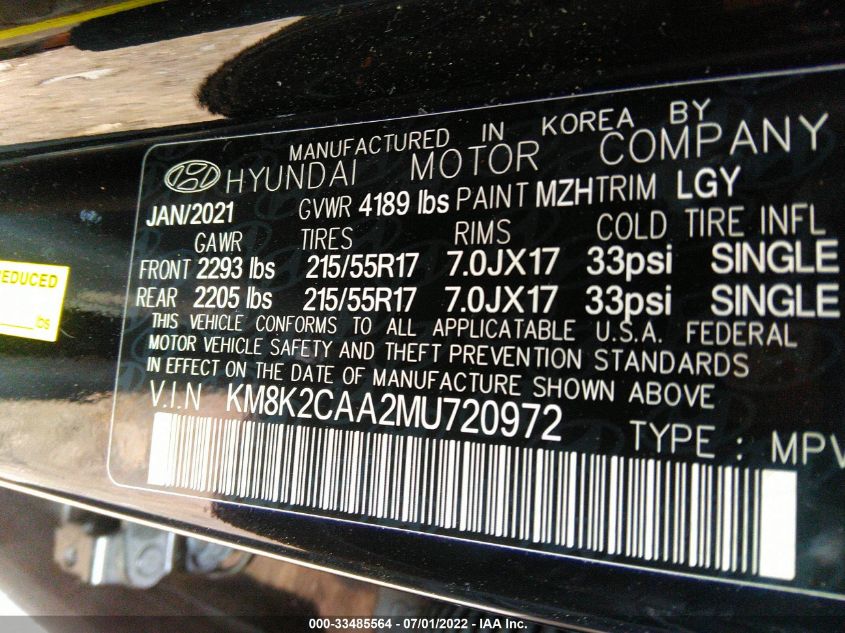 MANUFACTURED IN KOREA BY
HYUNDAI MOTOR COMPANY
JAN/2021 GVWR 4189 lbs PAINT MZH TRIM LGY
GAWR TIRES RIMS COLD TIRE INFL
FRONT 2293 lbs 215/55R17 7.0JX17 33psi SINGLE
REAR 2205 lbs 215/55R17 7.0JX17 33psi SINGLE
THIS VEHICLE CONFORMS TO ALL APPLICATABLE U.S.A. FEDERAL
MOTOR VEHICLE SAFETY AND THEFT PREVENTION STANDARDS
IN EFFECT ON THE DATE OF MANUFACTURE SHOWN ABOVE
V.I.N KM8K2CAA2MU720972 TYPE : MPV
REDUCED
lbs
000-33485564 - 07/01/2022 - IAA Inc.